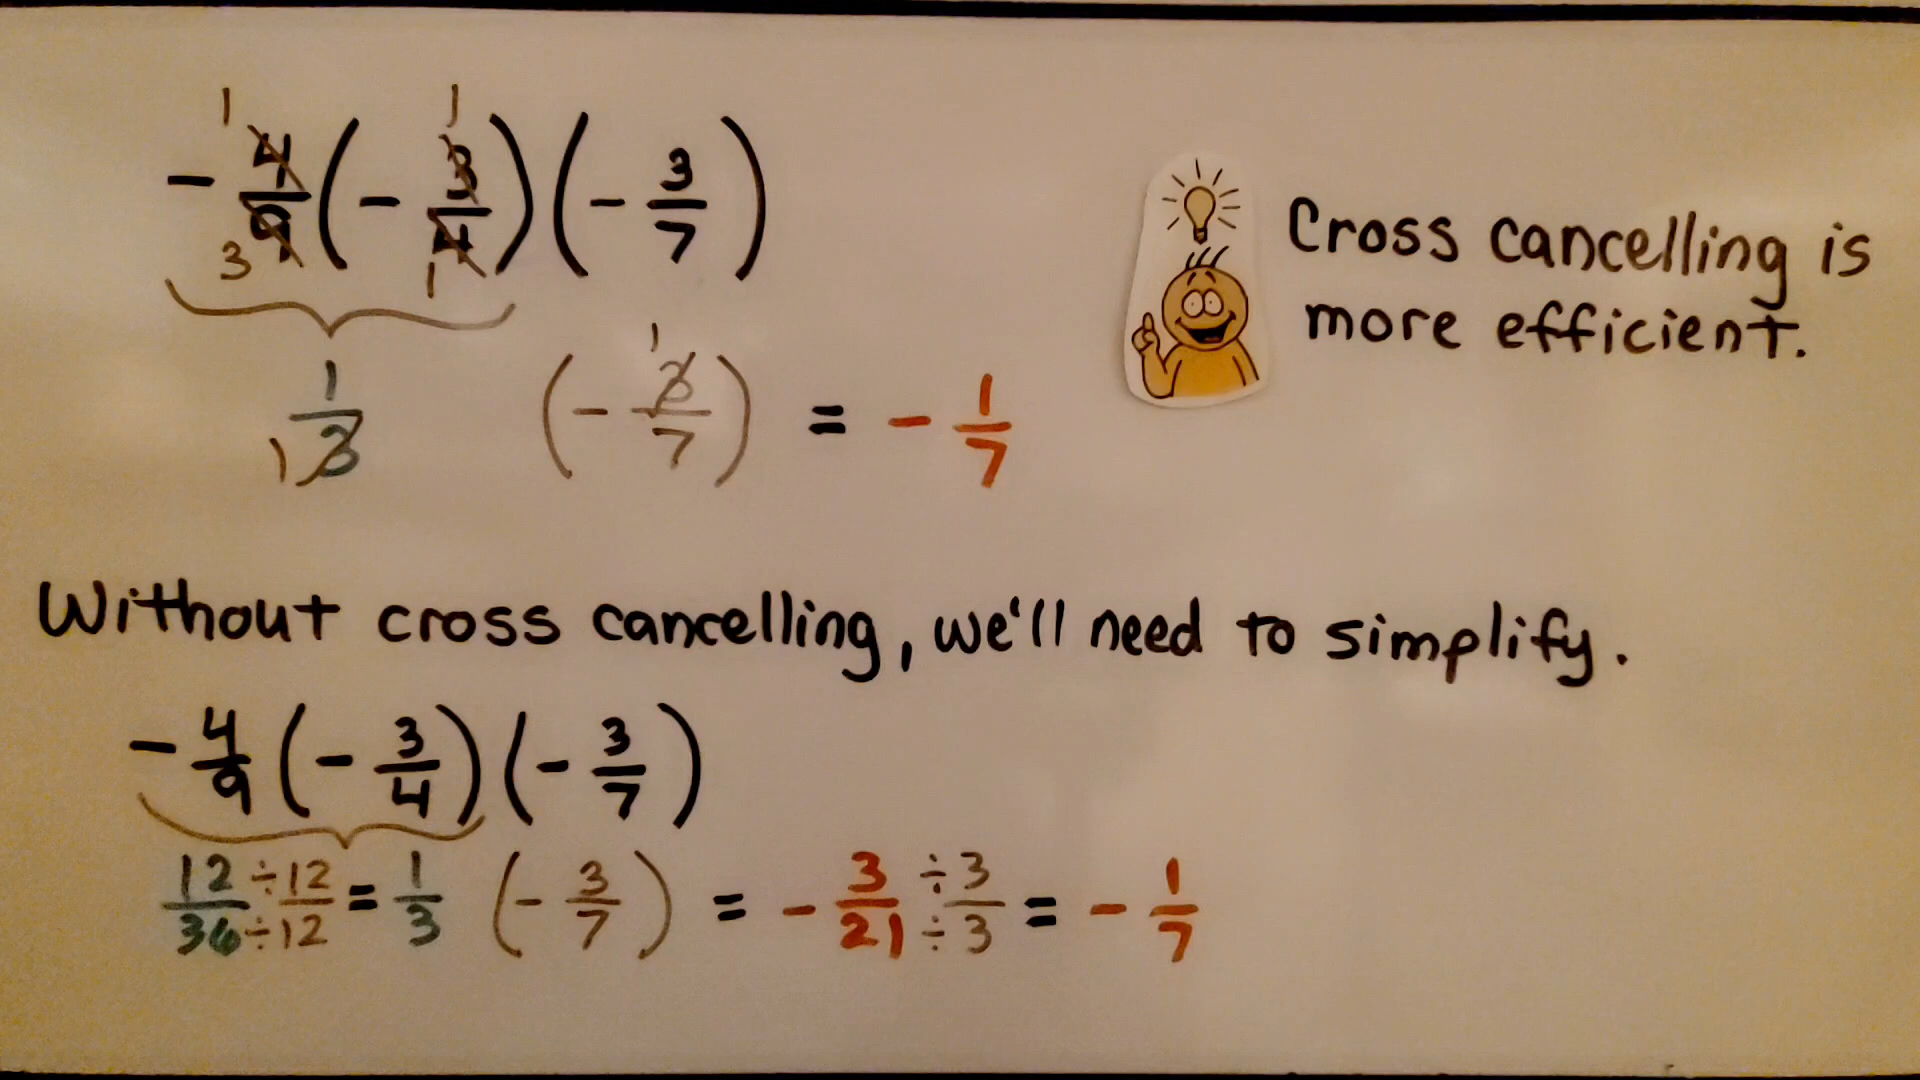 -4/9(-3/4)(-3/7)
1 1 3 1
1/3 (-3/7) = -1/7
1 1
Cross cancelling is
more efficient.
Without cross cancelling, we'll need to simplify.
-4/9(-3/4)(-3/7)
12/36 ÷12/÷12 = 1/3 (-3/7) = -3/21 ÷3/÷3 = -1/7